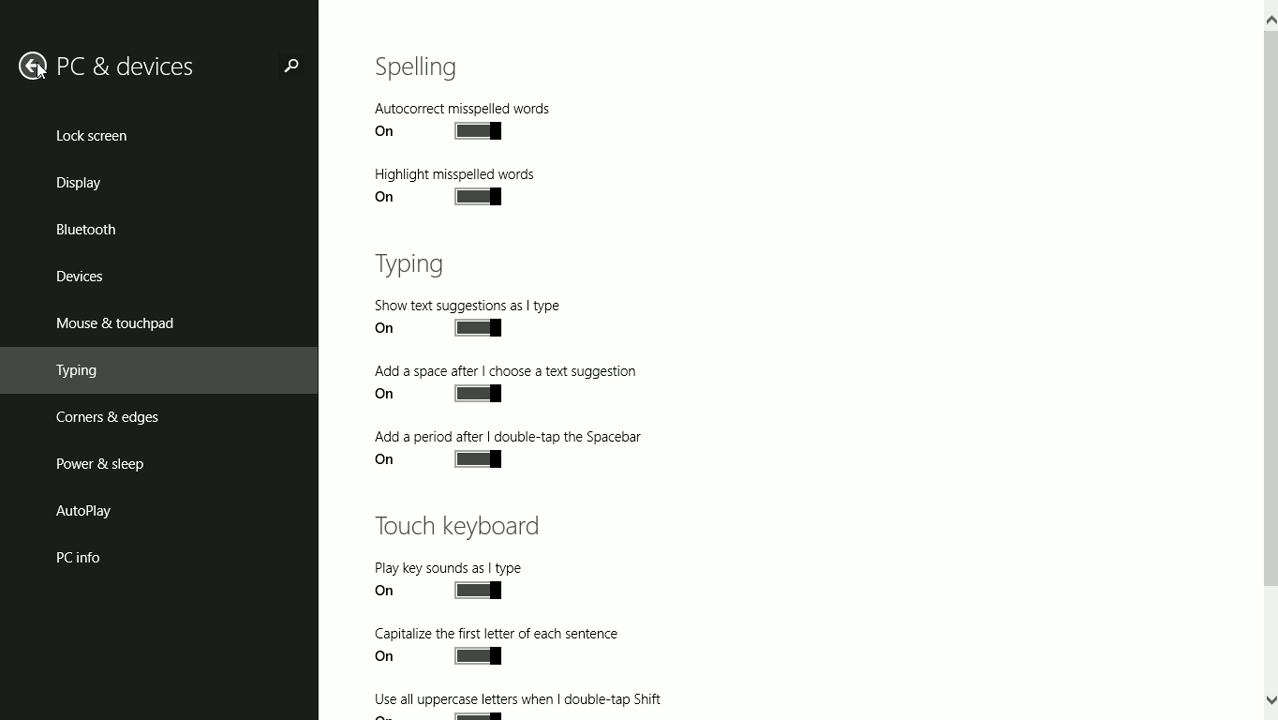 PC & devices
Lock screen
Display
Bluetooth
Devices
Mouse & touchpad
Typing
Corners & edges
Power & sleep
AutoPlay
PC info
Spelling
Autocorrect misspelled words
On
Highlight misspelled words
On
Typing
Show text suggestions as I type
On
Add a space after I choose a text suggestion
On
Add a period after I double-tap the Spacebar
On
Touch keyboard
Play key sounds as I type
On
Capitalize the first letter of each sentence
On
Use all uppercase letters when I double-tap Shift
On